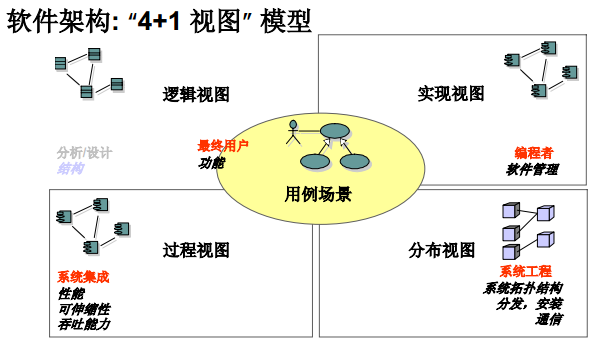 软件架构: “4+1 视图” 模型
逻辑视图
分析/设计
结构
实现视图
编程者
软件管理
最终用户
功能
用例场景
过程视图
系统集成
性能
可伸缩性
吞吐能力
分布视图
系统工程
系统拓扑结构
分发，安装
通信